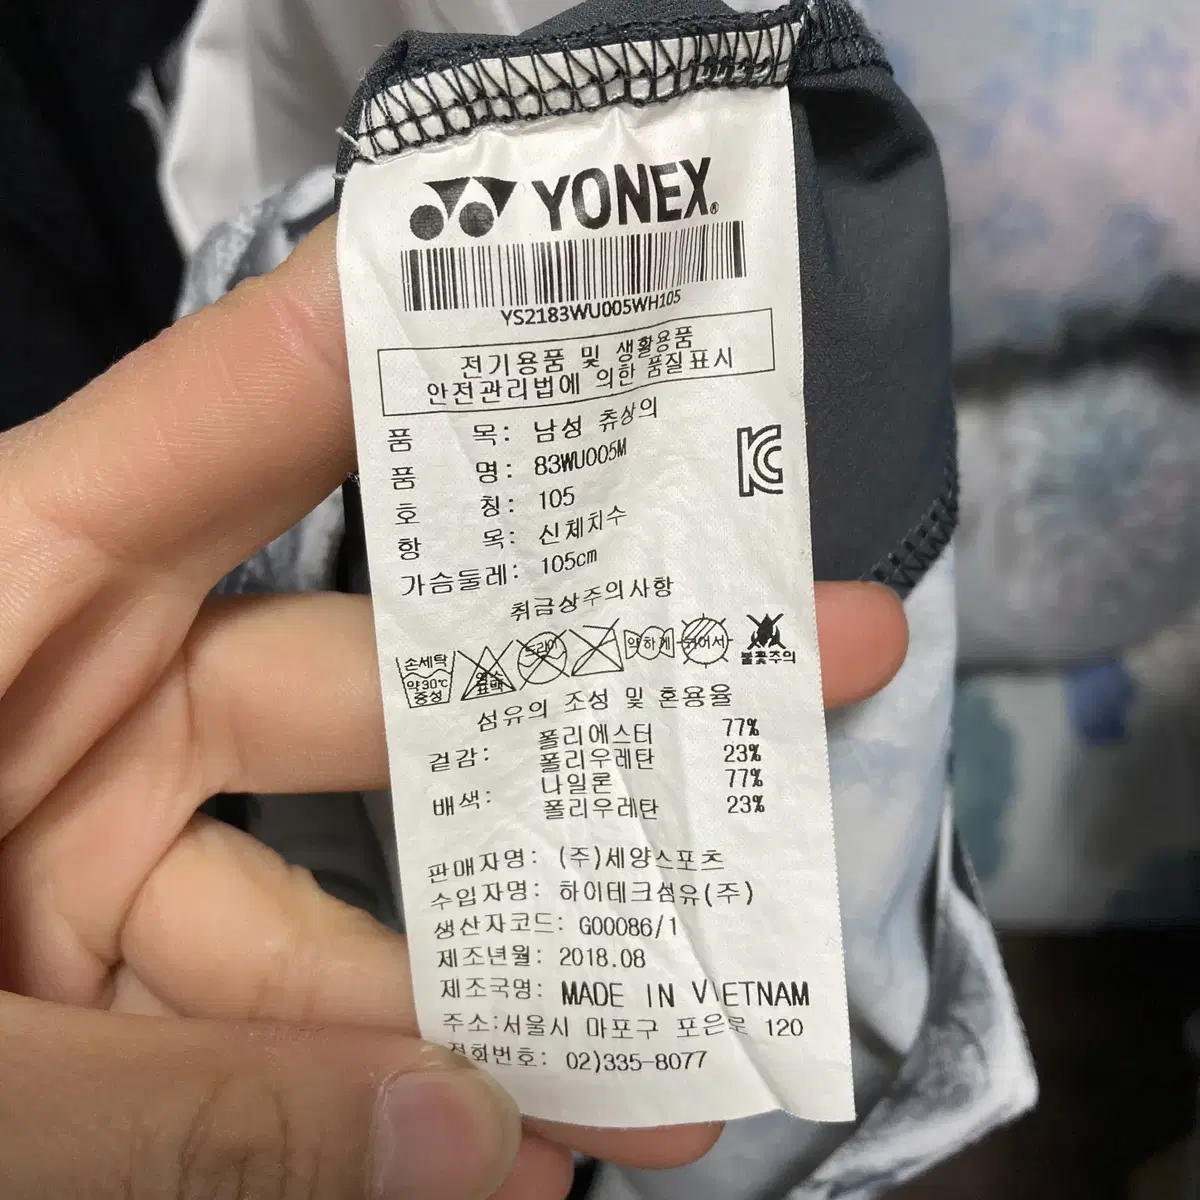 YONEX®
YS2183WU005WH105
전기용품 및 생활용품
안전관리법에 의한 품질표시
품 목: 남성 츄상의
품 명: 83WU005M
호 칭: 105
항 목: 신체치수
가슴둘레: 105cm
취급상주의사항
손세탁 약30℃ 중성
염소 표백
드라이
약하게
뉘어서
불꽃주의
섬유의 조성 및 혼용율
겉감: 폴리에스터 77%
폴리우레탄 23%
배색: 나일론 77%
폴리우레탄 23%
판매자명: (주)세양스포츠
수입자명: 하이테크섬유(주)
생산자코드: G00086/1
제조년월: 2018.08
제조국명: MADE IN VIETNAM
주소:서울시 마포구 포은로 120
전화번호: 02)335-8077